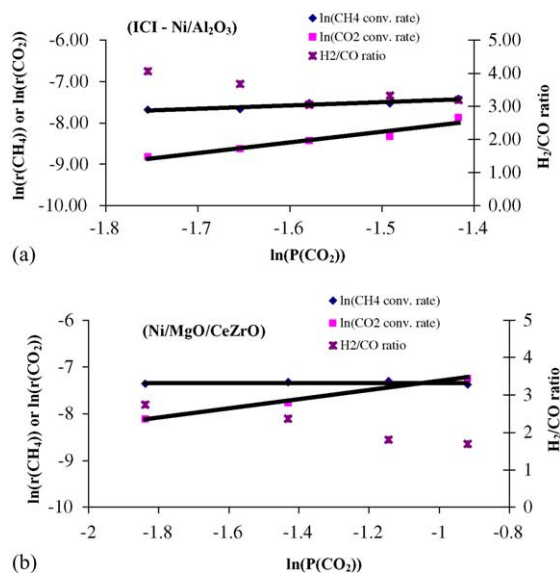 (ICI - Ni/Al2O3)
ln(CH4 conv. rate)
ln(CO2 conv. rate)
H2/CO ratio
ln(r(CH4)) or ln(r(CO2)
-6.00
-7.00
-8.00
-9.00
-10.00
5.00
4.00
3.00
2.00
1.00
0.00
H2/CO ratio
-1.8
-1.7
-1.6
-1.5
-1.4
ln(P(CO2))
(a)
(Ni/MgO/CeZrO)
ln(CH4 conv. rate)
ln(CO2 conv. rate)
H2/CO ratio
ln(r(CH4)) or ln(r(CO2)
-6
-7
-8
-9
-10
5
4
3
2
1
0
H2/CO ratio
-2
-1.8
-1.6
-1.4
-1.2
-1
-0.8
ln(P(CO2))
(b)